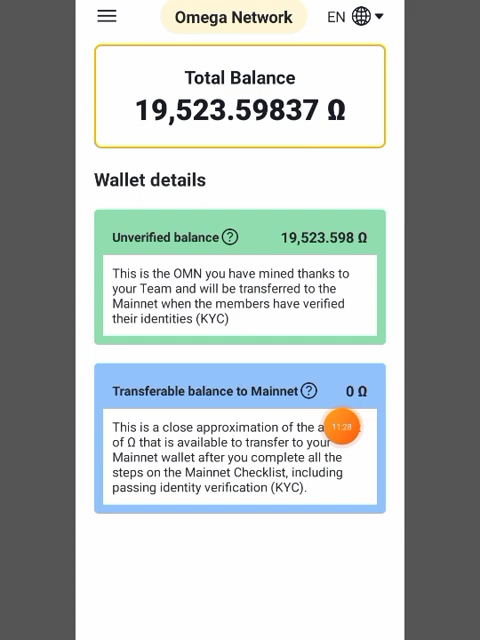 Omega Network
EN
Total Balance
19,523.59837 Ω
Wallet details
Unverified balance ? 19,523.598 Ω
This is the OMN you have mined thanks to
your Team and will be transferred to the
Mainnet when the members have verified
their identities (KYC)
Transferable balance to Mainnet ? 0 Ω
This is a close approximation of the
of Ω that is available to transfer to your
Mainnet wallet after you complete all the
steps on the Mainnet Checklist, including
passing identity verification (KYC).
11:28